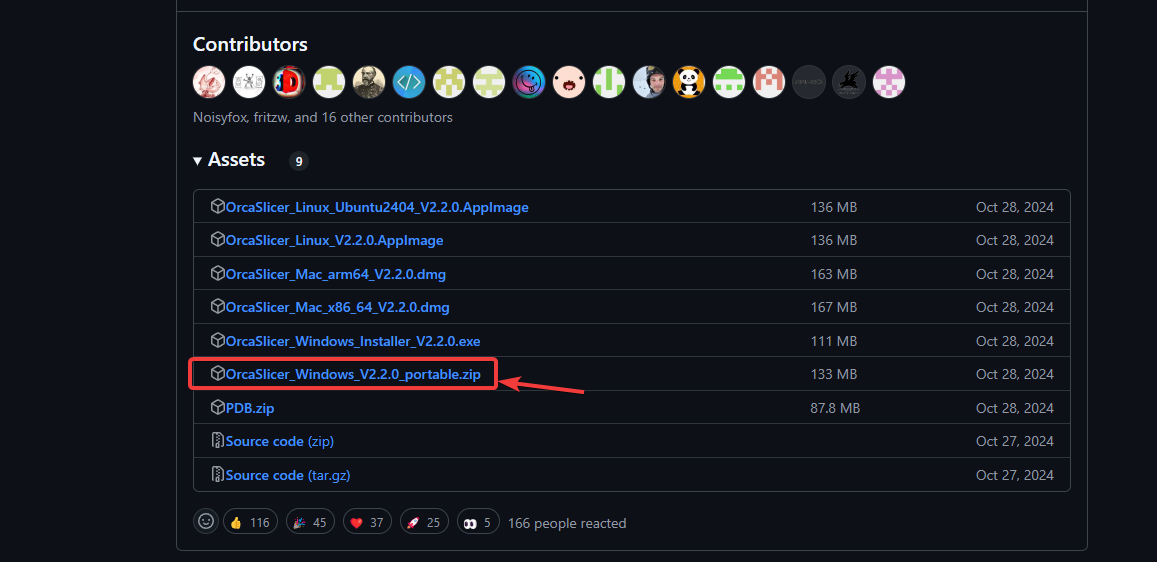 Contributors
Noisyfox, fritzw, and 16 other contributors
Assets 9
OrcaSlicer_Linux_Ubuntu2404_V2.2.0.AppImage 136 MB Oct 28, 2024
OrcaSlicer_Linux_V2.2.0.AppImage 136 MB Oct 28, 2024
OrcaSlicer_Mac_arm64_V2.2.0.dmg 163 MB Oct 28, 2024
OrcaSlicer_Mac_x86_64_V2.2.0.dmg 167 MB Oct 28, 2024
OrcaSlicer_Windows_Installer_V2.2.0.exe 111 MB Oct 28, 2024
OrcaSlicer_Windows_V2.2.0_portable.zip 133 MB Oct 28, 2024
PDB.zip 87.8 MB Oct 28, 2024
Source code (zip) Oct 27, 2024
Source code (tar.gz) Oct 27, 2024
116 45 37 25 5 166 people reacted